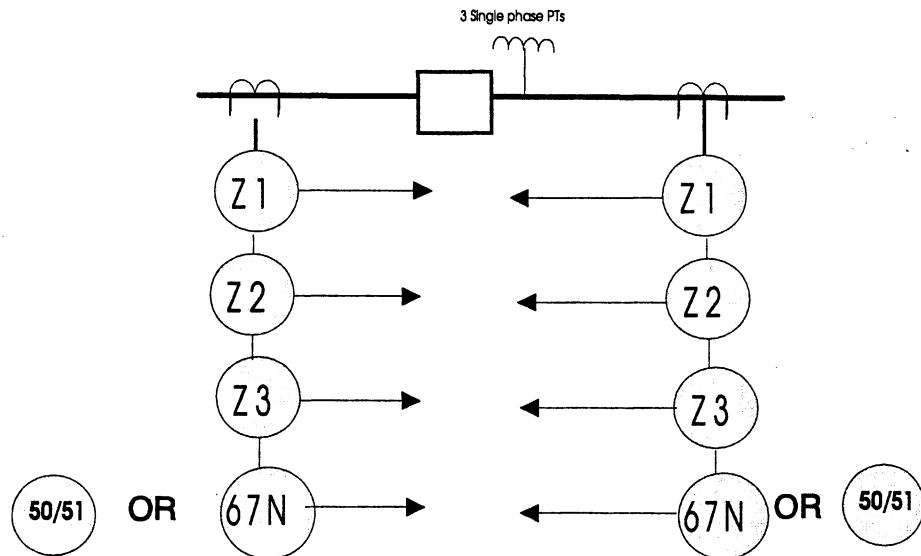 3 Single phase PTs
Z1 Z1
Z2 Z2
Z3 Z3
50/51 OR 67N 67N OR 50/51